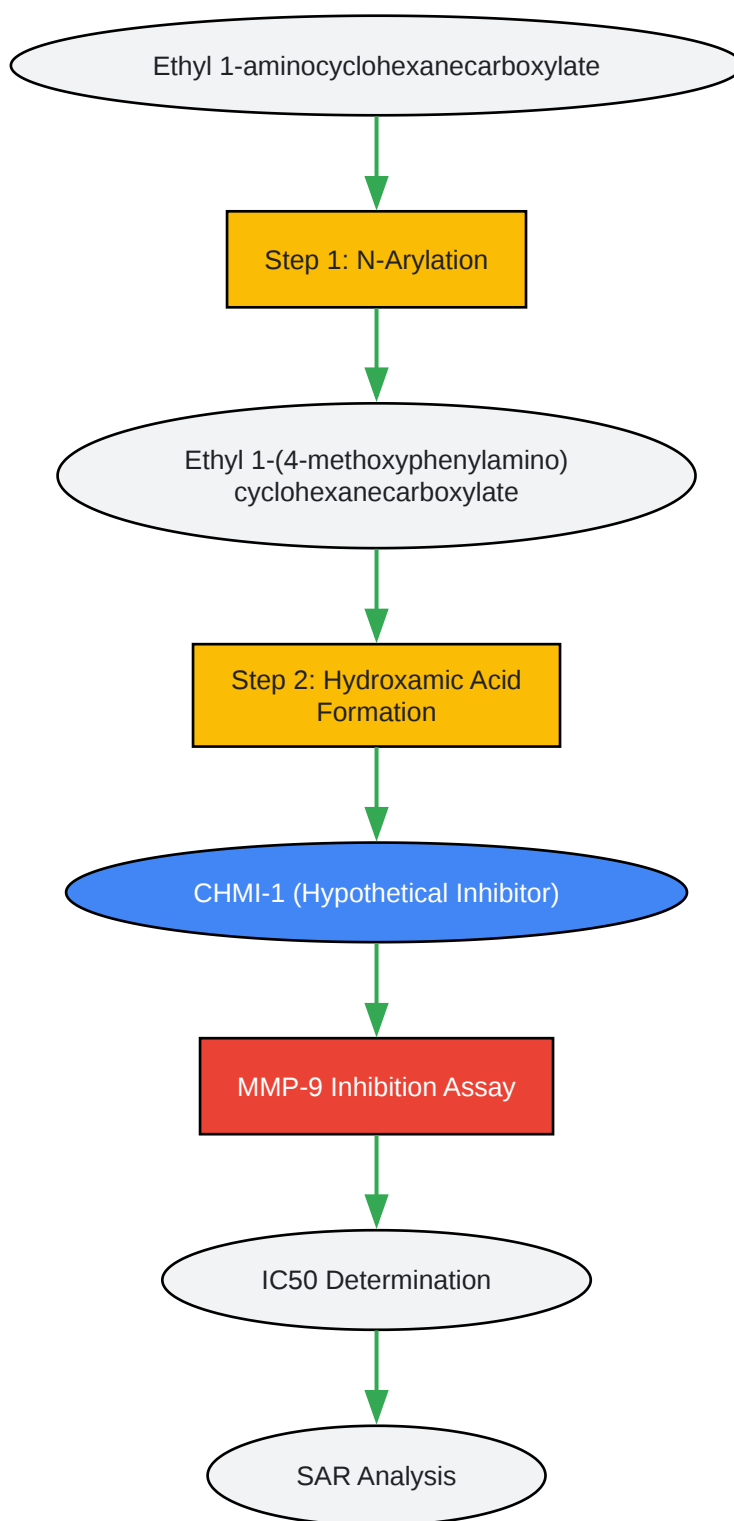 Ethyl 1-aminocyclohexanecarboxylate
Step 1: N-Arylation
Ethyl 1-(4-methoxyphenylamino)
cyclohexanecarboxylate
Step 2: Hydroxamic Acid
Formation
CHMI-1 (Hypothetical Inhibitor)
MMP-9 Inhibition Assay
IC50 Determination
SAR Analysis